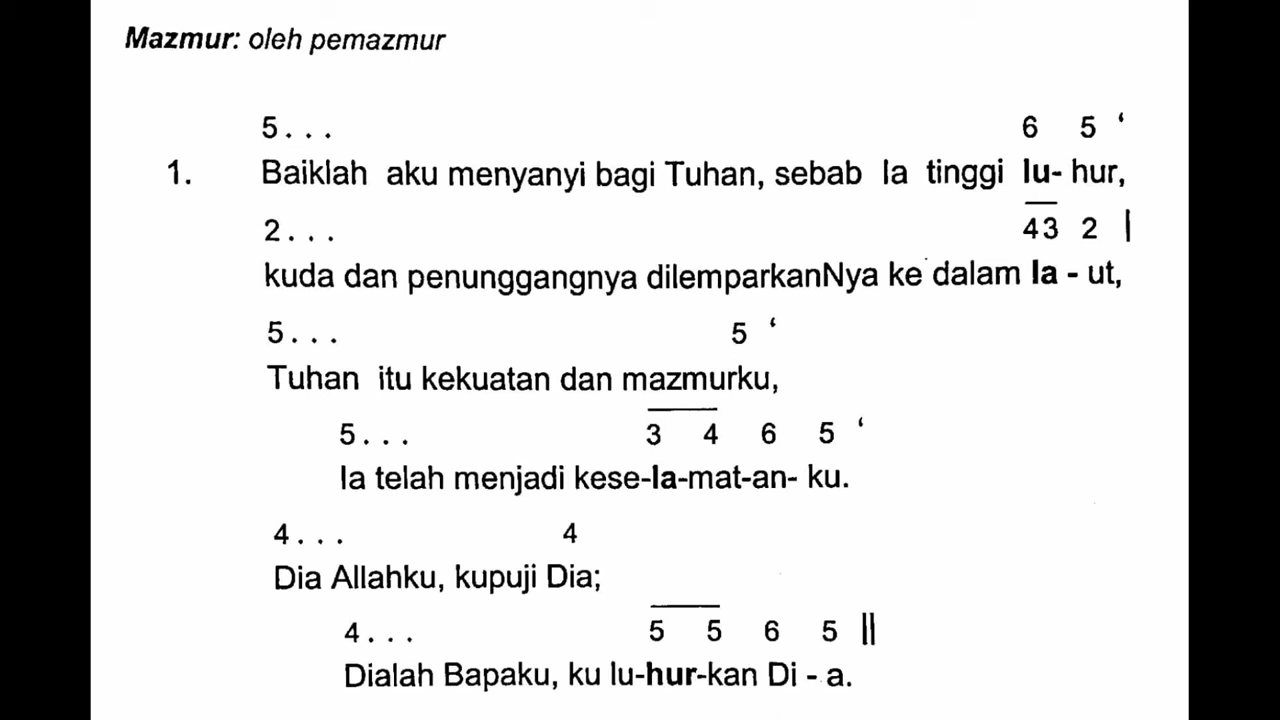 Mazmur: oleh pemazmur
5 . . . 6 5 ‘
1. Baiklah aku menyanyi bagi Tuhan, sebab Ia tinggi lu- hur,
2 . . . 43 2 |
kuda dan penunggangnya dilemparkanNya ke dalam la - ut,
5 . . . 5 ‘
Tuhan itu kekuatan dan mazmurku,
5 . . . 3 4 6 5 ‘
Ia telah menjadi kese-la-mat-an- ku.
4 . . . 4
Dia Allahku, kupuji Dia;
4 . . . 5 5 6 5 ||
Dialah Bapaku, ku lu-hur-kan Di - a.